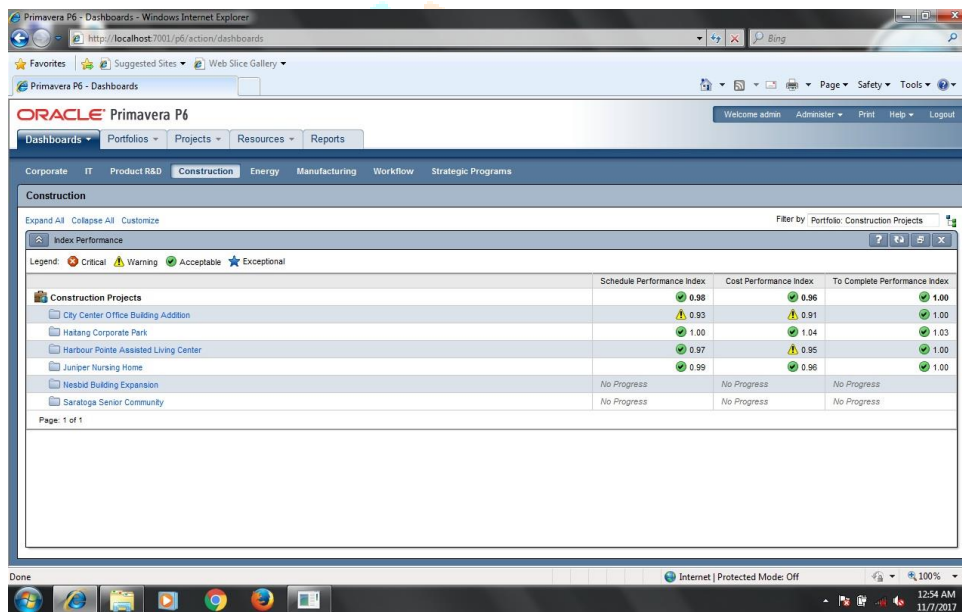 Primavera P6 - Dashboards - Windows Internet Explorer
http://localhost:7001/p6/action/dashboards
Bing
Favorites Suggested Sites Web Slice Gallery
Primavera P6 - Dashboards
Page Safety Tools
ORACLE Primavera P6
Welcome admin Administer Print Help Logout
Dashboards Portfolios Projects Resources Reports
Corporate IT Product R&D Construction Energy Manufacturing Workflow Strategic Programs
Construction
Expand All Collapse All Customize
Filter by Portfolio: Construction Projects
Index Performance
Legend: Critical Warning Acceptable Exceptional
Schedule Performance Index Cost Performance Index To Complete Performance Index
Construction Projects 0.98 0.96 1.00
City Center Office Building Addition 0.93 0.91 1.00
Haitang Corporate Park 1.00 1.04 1.03
Harbour Pointe Assisted Living Center 0.97 0.95 1.00
Juniper Nursing Home 0.99 0.96 1.00
Nesbid Building Expansion No Progress No Progress No Progress
Saratoga Senior Community No Progress No Progress No Progress
Page: 1 of 1
Done
Internet | Protected Mode: Off
100%
12:54 AM
11/7/2017